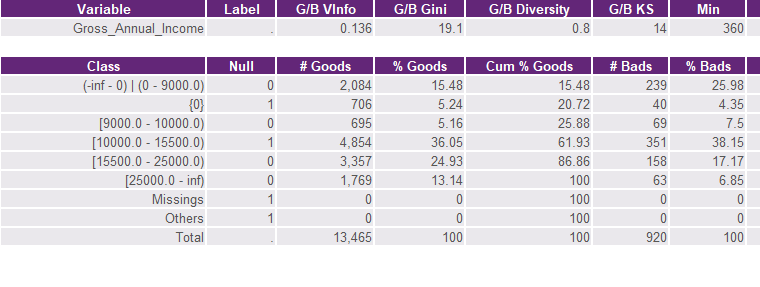 Variable Label G/B VInfo G/B Gini G/B Diversity G/B KS Min
Gross_Annual_Income . 0.136 19.1 0.8 14 360
Class Null # Goods % Goods Cum % Goods # Bads % Bads
(-inf - 0) | (0 - 9000.0) 0 2,084 15.48 15.48 239 25.98
{0} 1 706 5.24 20.72 40 4.35
[9000.0 - 10000.0) 0 695 5.16 25.88 69 7.5
[10000.0 - 15500.0) 1 4,854 36.05 61.93 351 38.15
[15500.0 - 25000.0) 0 3,357 24.93 86.86 158 17.17
[25000.0 - inf) 0 1,769 13.14 100 63 6.85
Missings 1 0 0 100 0 0
Others 1 0 0 100 0 0
Total . 13,465 100 100 920 100